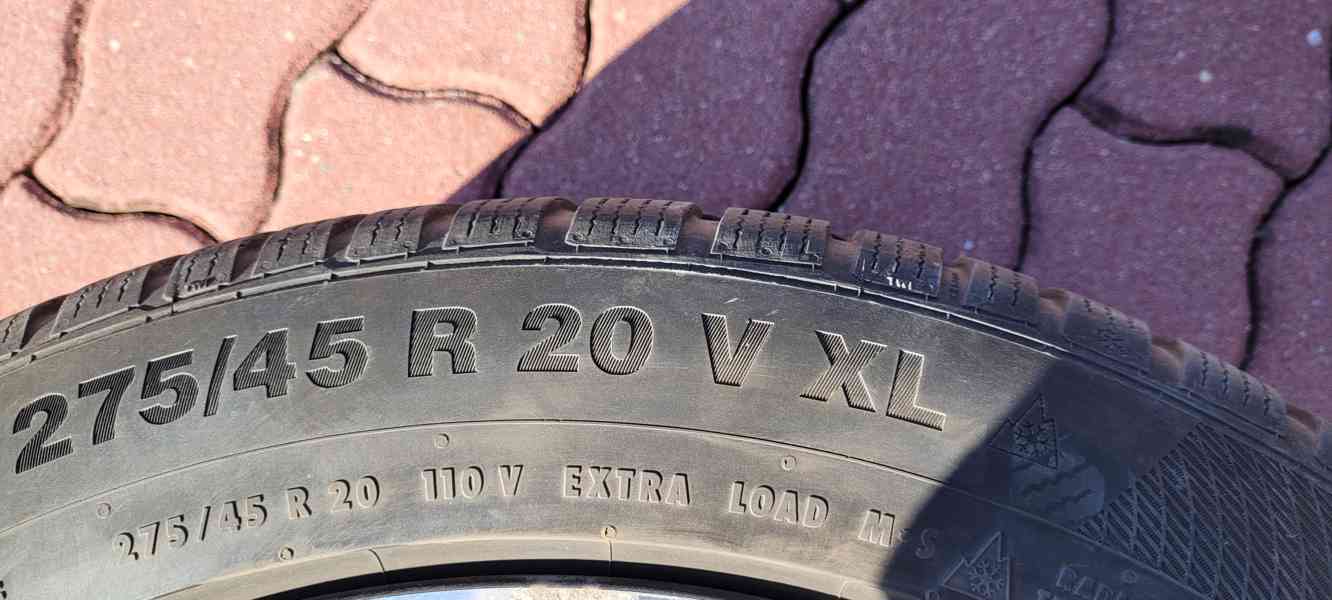 275/45 R 20 V XL
275/45 R 20 110 V EXTRA LOAD M+S